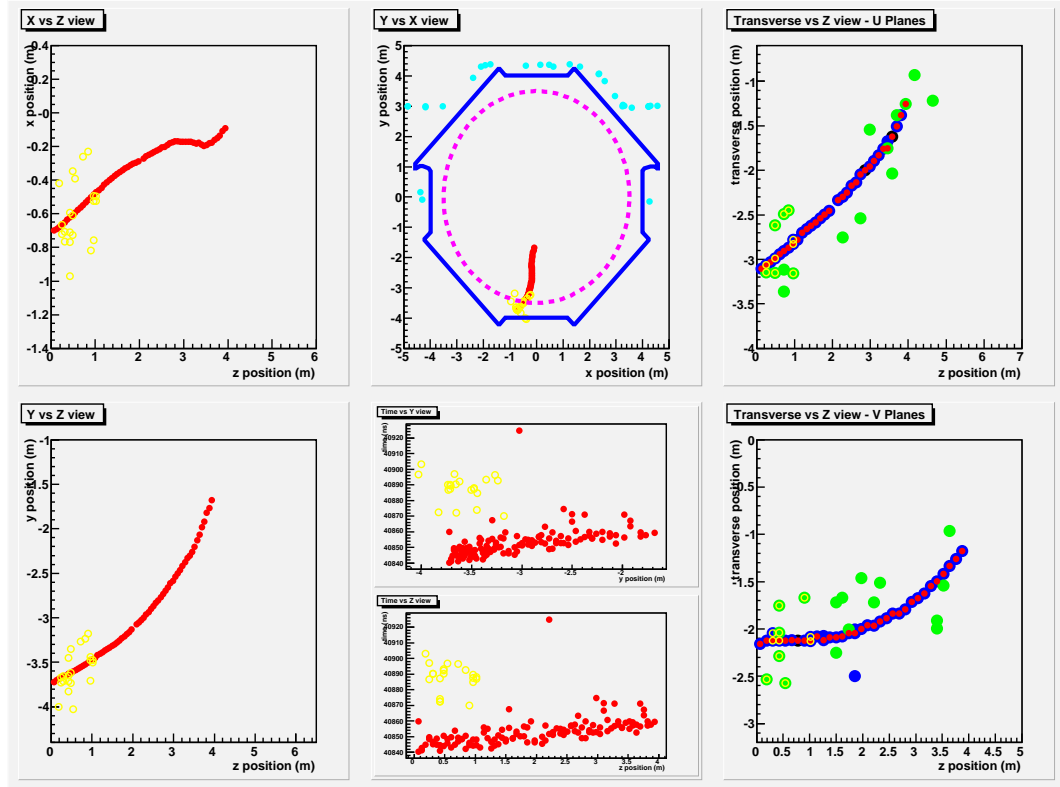 X vs Z view
x position (m)
0.4
0.2
-0
-0.2
-0.4
-0.6
-0.8
-1
-1.2
-1.4
0 1 2 3 4 5 6
z position (m)
Y vs X view
y position (m)
5
4
3
2
1
0
-1
-2
-3
-4
-5
-5 -4 -3 -2 -1 0 1 2 3 4 5
x position (m)
Transverse vs Z view - U Planes
transverse position (m)
-1
-1.5
-2
-2.5
-3
-3.5
-4
0 1 2 3 4 5 6 7
z position (m)
Y vs Z view
y position (m)
-1
-1.5
-2
-2.5
-3
-3.5
-4
0 1 2 3 4 5 6
z position (m)
Time vs Y view
time (ns)
40920
40910
40900
40890
40880
40870
40860
40850
40840
-4 -3.5 -3 -2.5 -2
y position (m)
Time vs Z view
time (ns)
40920
40910
40900
40890
40880
40870
40860
40850
40840
0 0.5 1 1.5 2 2.5 3 3.5 4
z position (m)
Transverse vs Z view - V Planes
transverse position (m)
0
-0.5
-1
-1.5
-2
-2.5
-3
0 0.5 1 1.5 2 2.5 3 3.5 4 4.5 5
z position (m)